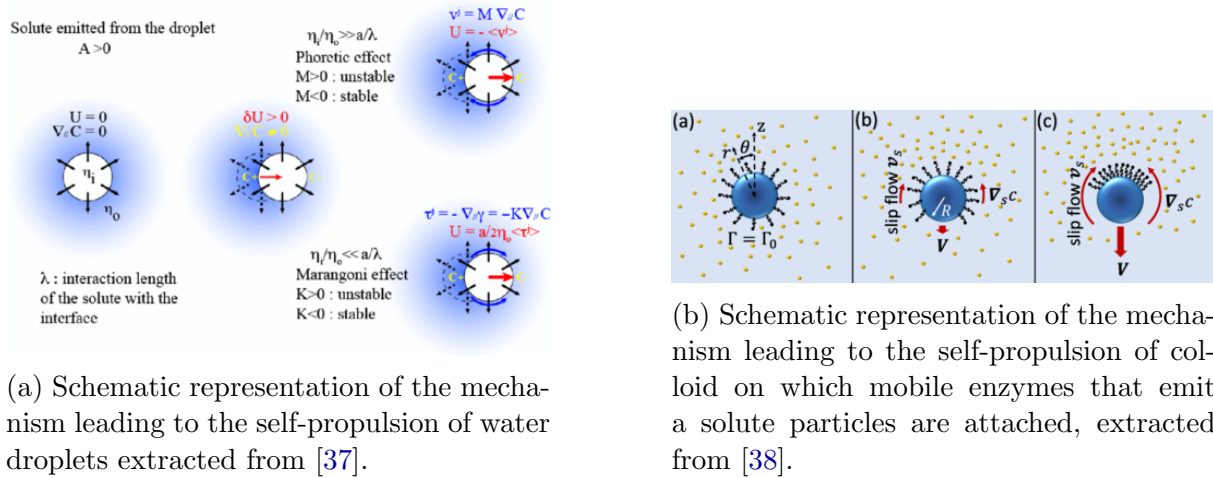 Solute emitted from the droplet
A>0
U = 0
∇//C = 0
ηi
ηo
λ : interaction length
of the solute with the
interface
δU > 0
∇//C ≠ 0
C+
C-
ηi/ηo>>a/λ
Phoretic effect
M>0 : unstable
M<0 : stable
v^j = M ∇//C
U = - <v^j>
C+
C-
ηi/ηo<<a/λ
Marangoni effect
K>0 : unstable
K<0 : stable
τ^j = - ∇//γ = -K∇//C
U = a/2ηo<τ^j>
C+
C-
(a) Schematic representation of the mecha-
nism leading to the self-propulsion of water
droplets extracted from [37].
(a)
z
r
θ
Γ = Γ0
(b)
slip flow vs
R
∇sc
V
(c)
slip flow vs
∇sc
V
(b) Schematic representation of the mecha-
nism leading to the self-propulsion of col-
loid on which mobile enzymes that emit
a solute particles are attached, extracted
from [38].